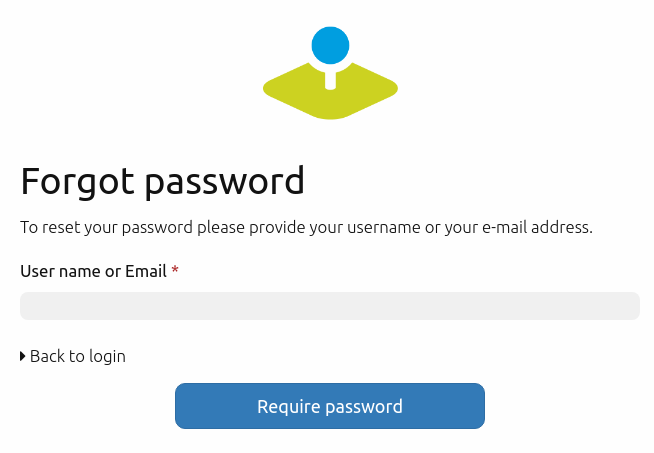 Forgot password
To reset your password please provide your username or your e-mail address.
User name or Email *
Back to login
Require password